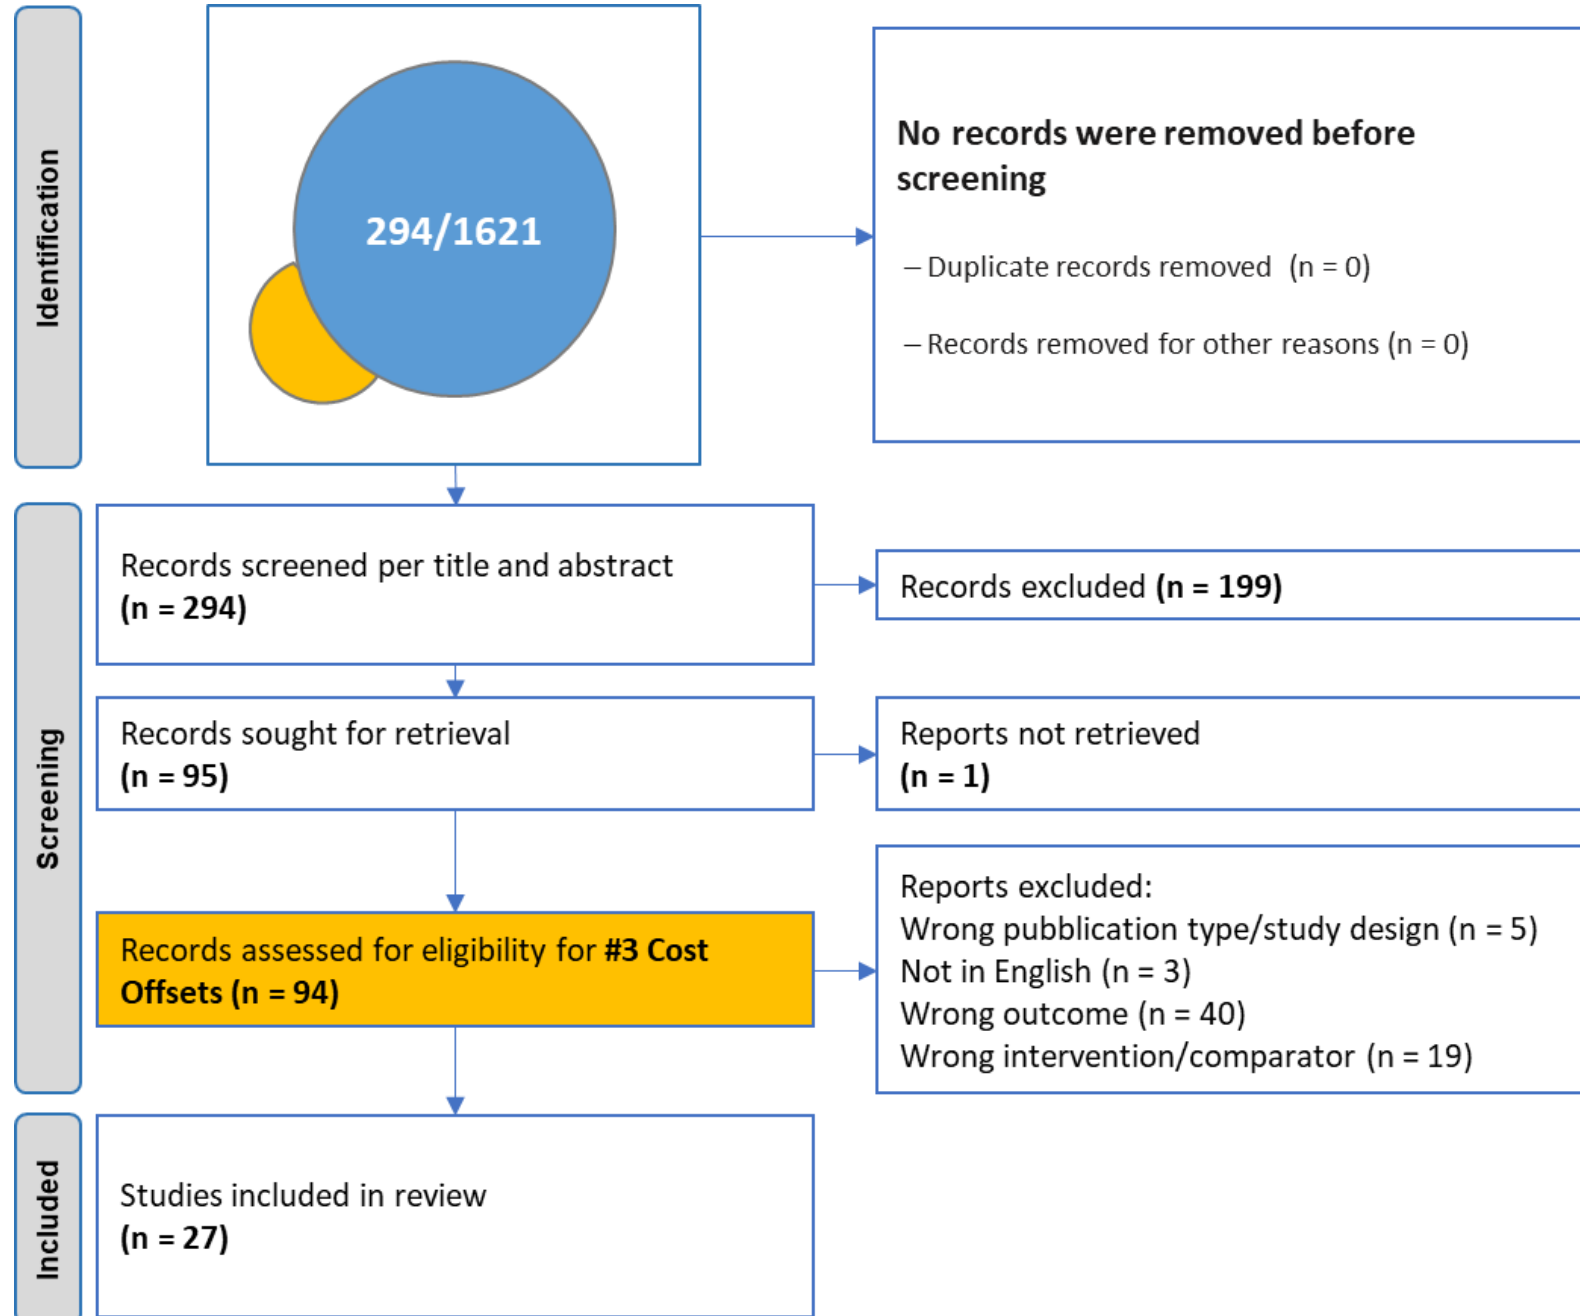 Identification
294/1621
No records were removed before
screening
– Duplicate records removed  (n = 0)
– Records removed for other reasons (n = 0)
Screening
Records screened per title and abstract
(n = 294)
Records excluded (n = 199)
Records sought for retrieval
(n = 95)
Reports not retrieved
(n = 1)
Records assessed for eligibility for #3 Cost
Offsets (n = 94)
Reports excluded:
Wrong pubblication type/study design (n = 5)
Not in English (n = 3)
Wrong outcome (n = 40)
Wrong intervention/comparator (n = 19)
Included
Studies included in review
(n = 27)